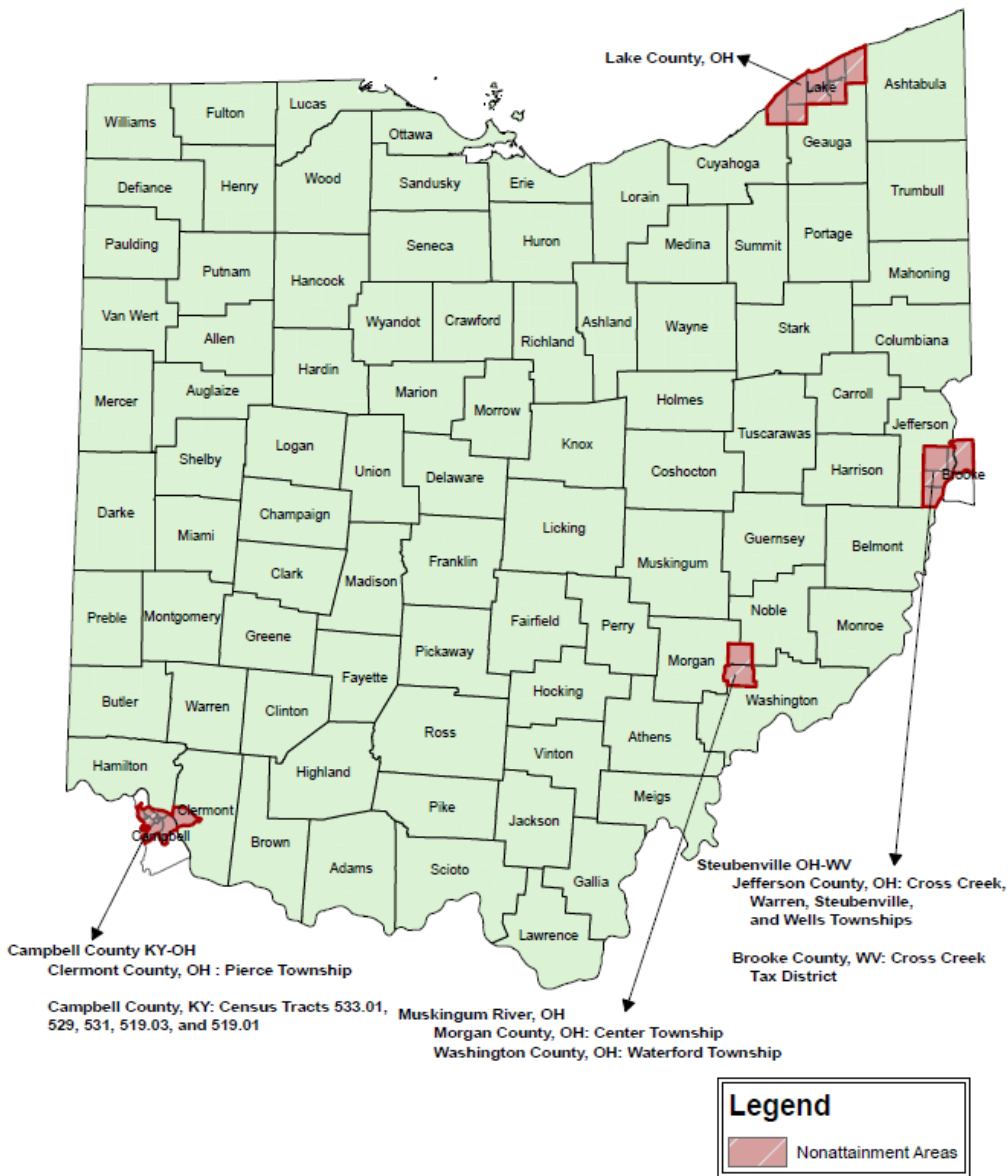 Lake County, OH
Lake
Ashtabula
Lucas
Fulton
Williams
Ottawa
Geauga
Cuyahoga
Wood
Henry
Sandusky
Erie
Lorain
Defiance
Trumbull
Paulding
Seneca
Huron
Medina
Summit
Portage
Putnam
Hancock
Mahoning
Van Wert
Wyandot
Crawford
Richland
Ashland
Wayne
Stark
Allen
Columbiana
Hardin
Auglaize
Marion
Carroll
Mercer
Morrow
Holmes
Jefferson
Tuscarawas
Logan
Knox
Shelby
Union
Delaware
Coshocton
Harrison
Brooke
Darke
Champaign
Licking
Miami
Guernsey
Belmont
Franklin
Muskingum
Clark
Madison
Preble
Montgomery
Fairfield
Perry
Noble
Greene
Monroe
Pickaway
Morgan
Fayette
Hocking
Butler
Warren
Clinton
Washington
Ross
Athens
Hamilton
Highland
Vinton
Meigs
Clermont
Pike
Jackson
Campbell
Brown
Adams
Scioto
Gallia
Lawrence
Steubenville OH-WV
Jefferson County, OH: Cross Creek,
Warren, Steubenville,
and Wells Townships
Brooke County, WV: Cross Creek
Tax District
Campbell County KY-OH
Clermont County, OH : Pierce Township
Campbell County, KY: Census Tracts 533.01,
529, 531, 519.03, and 519.01
Muskingum River, OH
Morgan County, OH: Center Township
Washington County, OH: Waterford Township
Legend
Nonattainment Areas